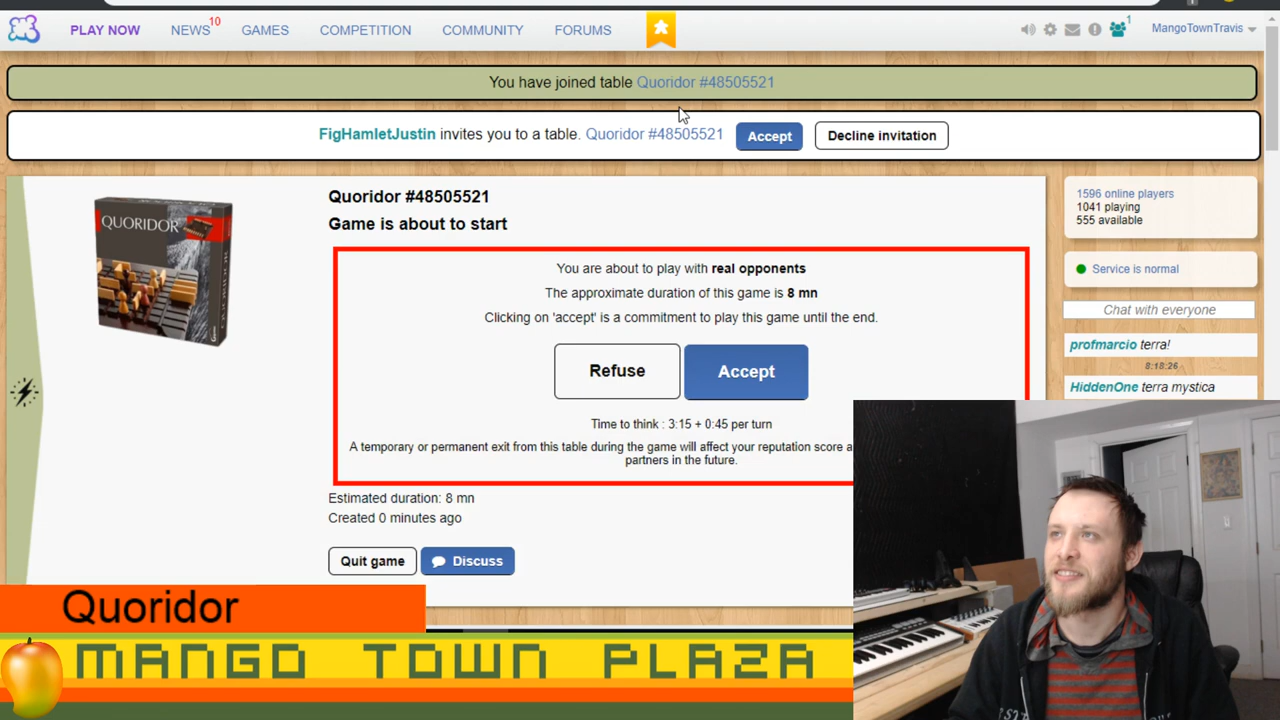 PLAY NOW NEWS 10 GAMES COMPETITION COMMUNITY FORUMS 1 MangoTownTravis
You have joined table Quoridor #48505521
FigHamletJustin invites you to a table. Quoridor #48505521 Accept Decline invitation
QUORIDOR
Quoridor #48505521
Game is about to start
You are about to play with real opponents
The approximate duration of this game is 8 mn
Clicking on 'accept' is a commitment to play this game until the end.
Refuse Accept
Time to think : 3:15 + 0:45 per turn
A temporary or permanent exit from this table during the game will affect your reputation score a
partners in the future.
Estimated duration: 8 mn
Created 0 minutes ago
Quit game Discuss
1596 online players
1041 playing
555 available
Service is normal
Chat with everyone
profmarcio terra!
8:18:26
HiddenOne terra mystica
Quoridor
MANGO TOWN PLAZA